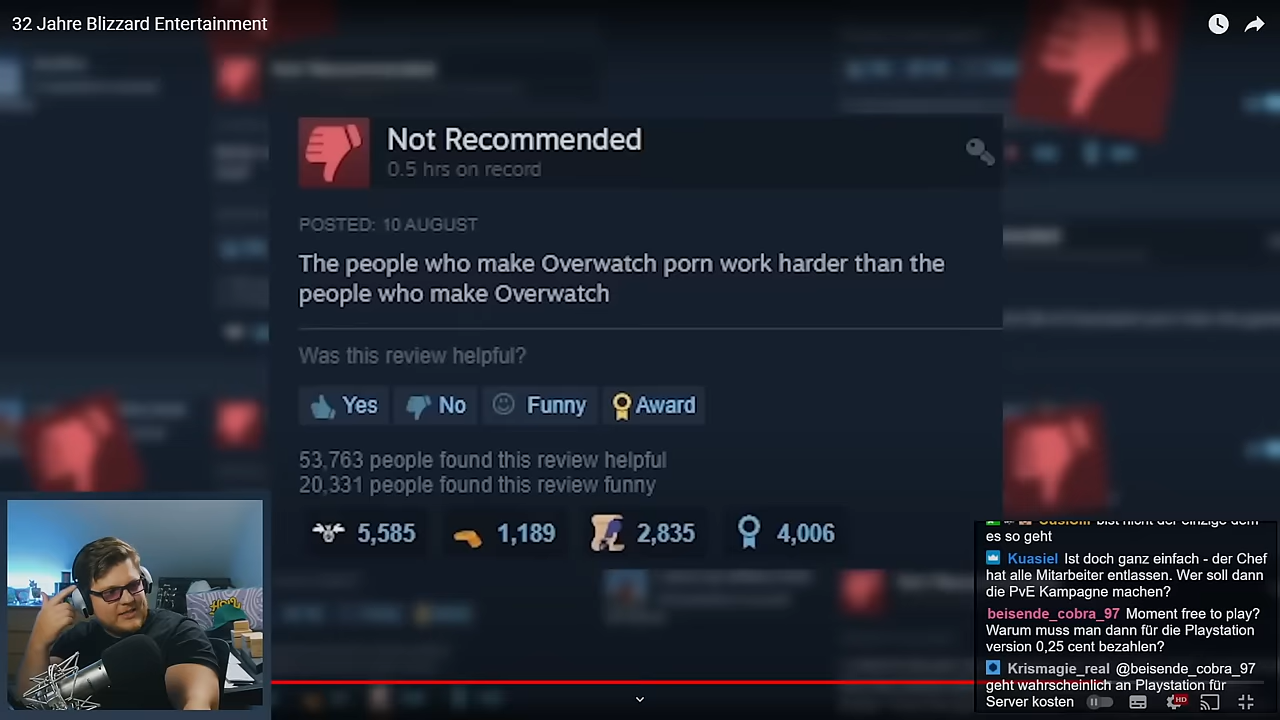 32 Jahre Blizzard Entertainment
Not Recommended
0.5 hrs on record
POSTED: 10 AUGUST
The people who make Overwatch porn work harder than the
people who make Overwatch
Was this review helpful?
Yes
No
Funny
Award
53,763 people found this review helpful
20,331 people found this review funny
5,585
1,189
2,835
4,006
bist nicht der einzige dem
es so geht
Kuasiel Ist doch ganz einfach - der Chef
hat alle Mitarbeiter entlassen. Wer soll dann
die PvE Kampagne machen?
beisende_cobra_97 Moment free to play?
Warum muss man dann für die Playstation
version 0,25 cent bezahlen?
Krismagie_real @beisende_cobra_97
geht wahrscheinlich an Playstation für
Server kosten
HD